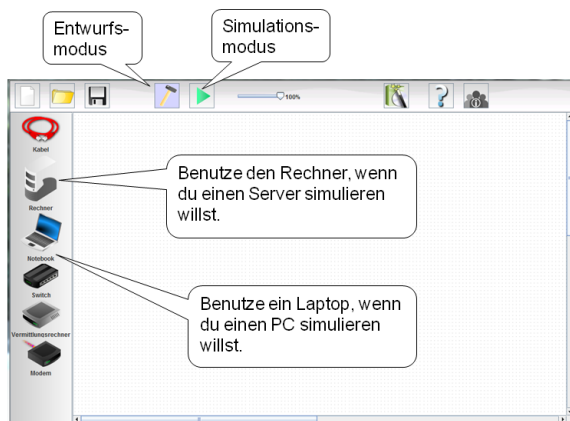 Entwurfs-
modus
Simulations-
modus
100%
Kabel
Benutze den Rechner, wenn
du einen Server simulieren
willst.
Rechner
Notebook
Switch
Benutze ein Laptop, wenn
du einen PC simulieren
willst.
Vermittlungsrechner
Modem